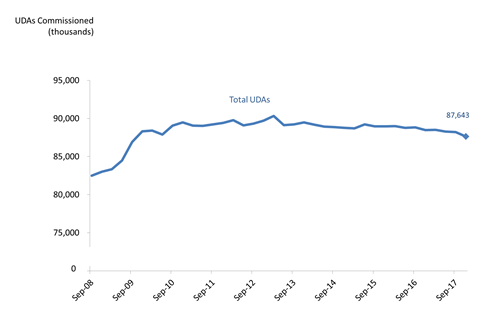 UDAs Commissioned
(thousands)
95,000
Total UDAs
90,000
87,643
85,000
80,000
75,000
0
Sep-08
Sep-09
Sep-10
Sep-11
Sep-12
Sep-13
Sep-14
Sep-15
Sep-16
Sep-17